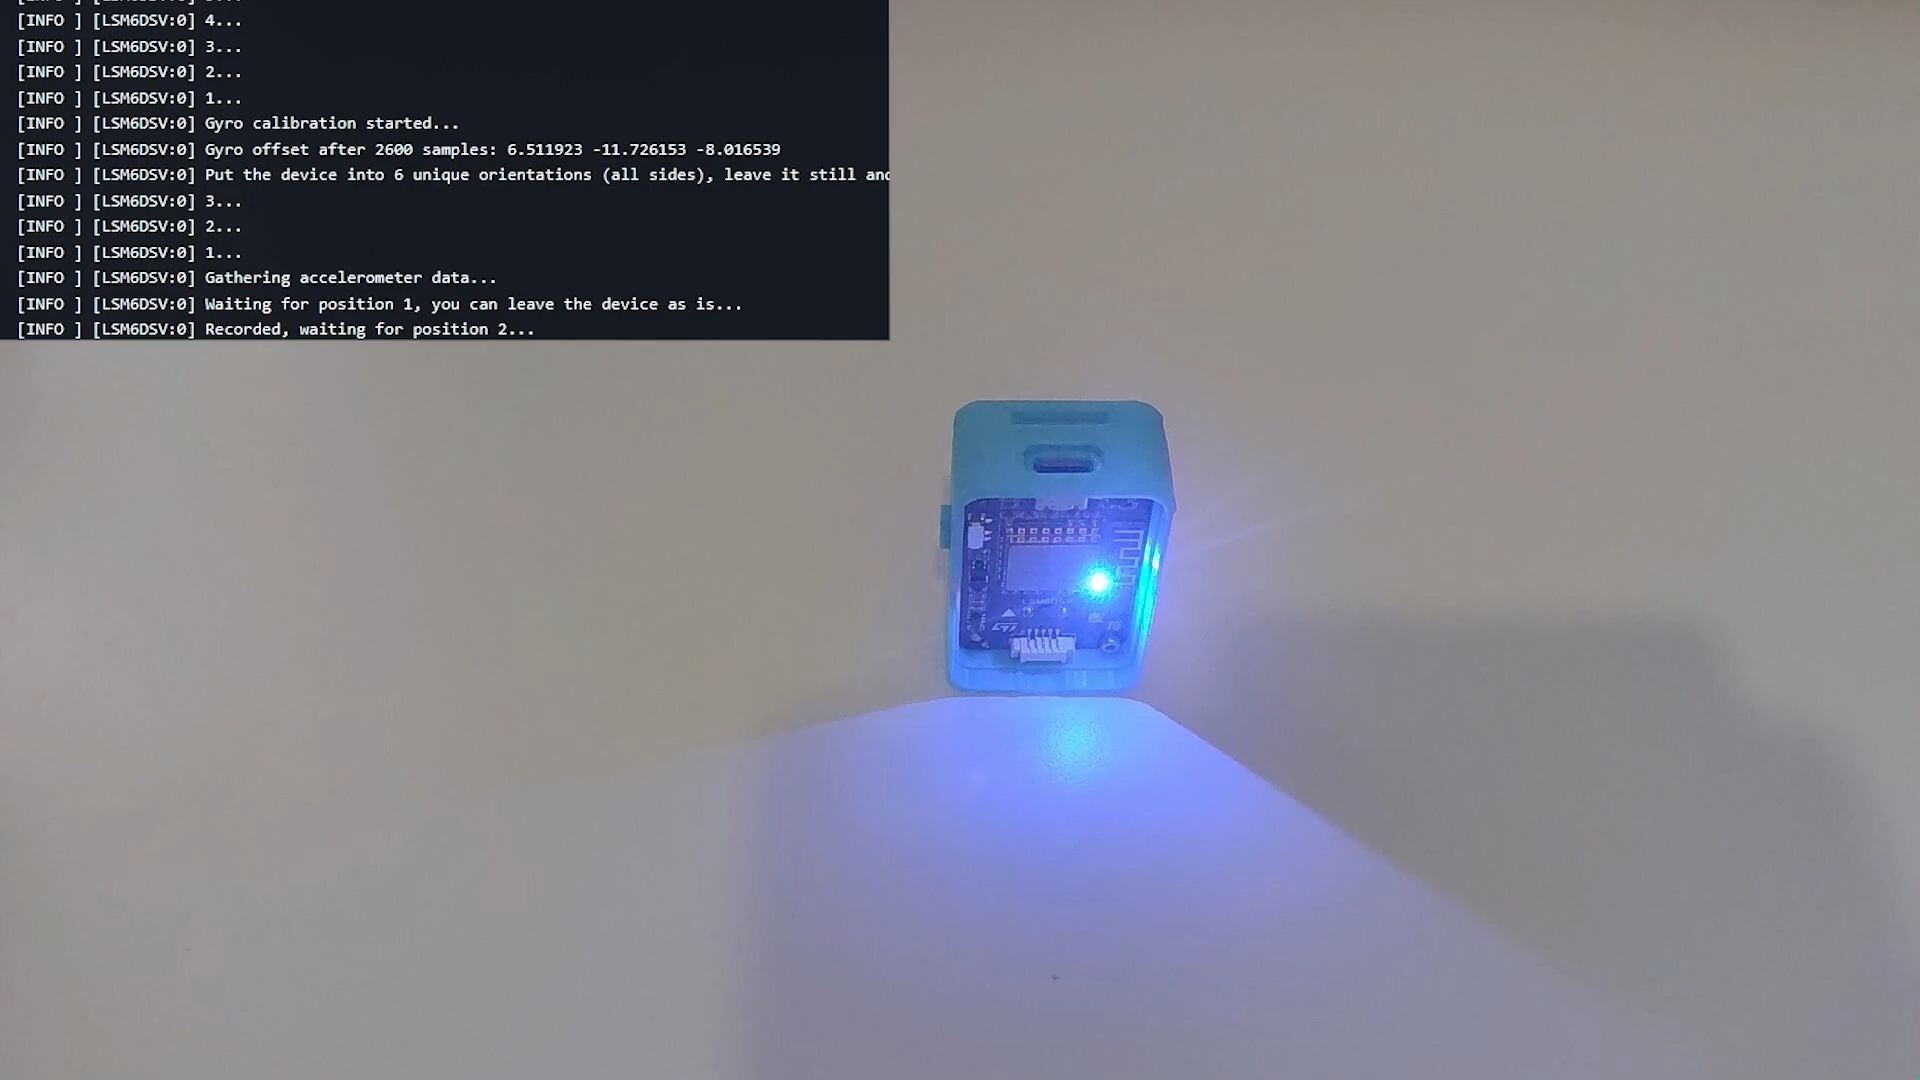 [INFO ] [LSM6DSV:0] 4...
[INFO ] [LSM6DSV:0] 3...
[INFO ] [LSM6DSV:0] 2...
[INFO ] [LSM6DSV:0] 1...
[INFO ] [LSM6DSV:0] Gyro calibration started...
[INFO ] [LSM6DSV:0] Gyro offset after 2600 samples: 6.511923 -11.726153 -8.016539
[INFO ] [LSM6DSV:0] Put the device into 6 unique orientations (all sides), leave it still and
[INFO ] [LSM6DSV:0] 3...
[INFO ] [LSM6DSV:0] 2...
[INFO ] [LSM6DSV:0] 1...
[INFO ] [LSM6DSV:0] Gathering accelerometer data...
[INFO ] [LSM6DSV:0] Waiting for position 1, you can leave the device as is...
[INFO ] [LSM6DSV:0] Recorded, waiting for position 2...
LSM6DSV